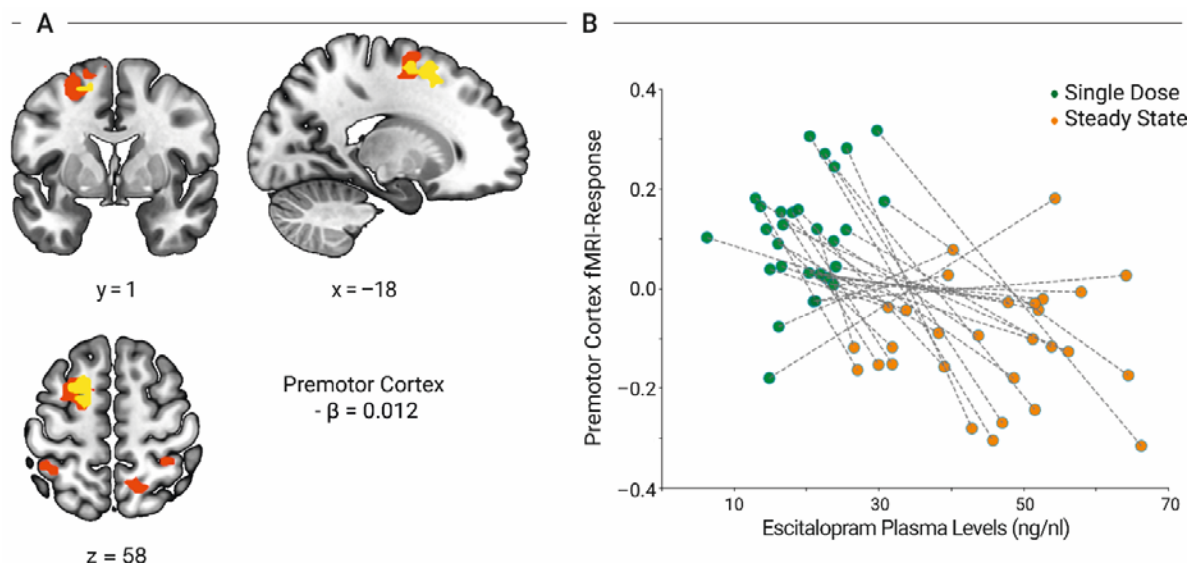 A
y = 1
x = −18
z = 58
Premotor Cortex
- β = 0.012
B
Single Dose
Steady State
Premotor Cortex fMRI-Response
0.4
0.2
0.0
−0.2
−0.4
10 30 50 70
Escitalopram Plasma Levels (ng/nl)